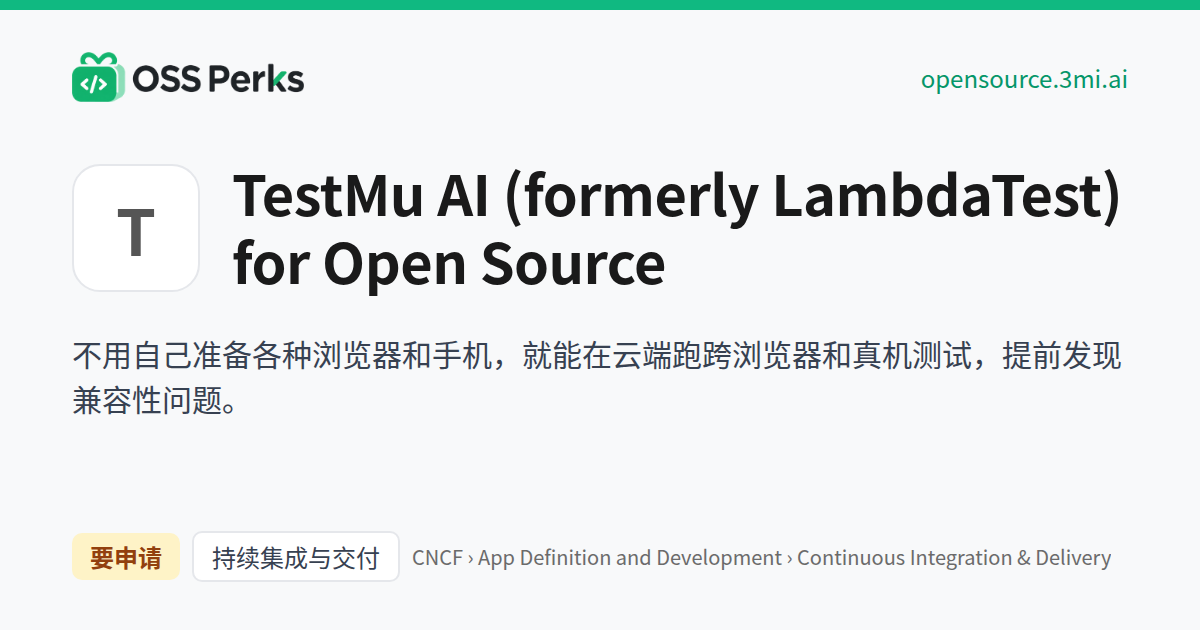 OSS Perks
opensource.3mi.ai
T
TestMu AI (formerly LambdaTest)
for Open Source
不用自己准备各种浏览器和手机，就能在云端跑跨浏览器和真机测试，提前发现
兼容性问题。
要申请
持续集成与交付
CNCF › App Definition and Development › Continuous Integration & Delivery